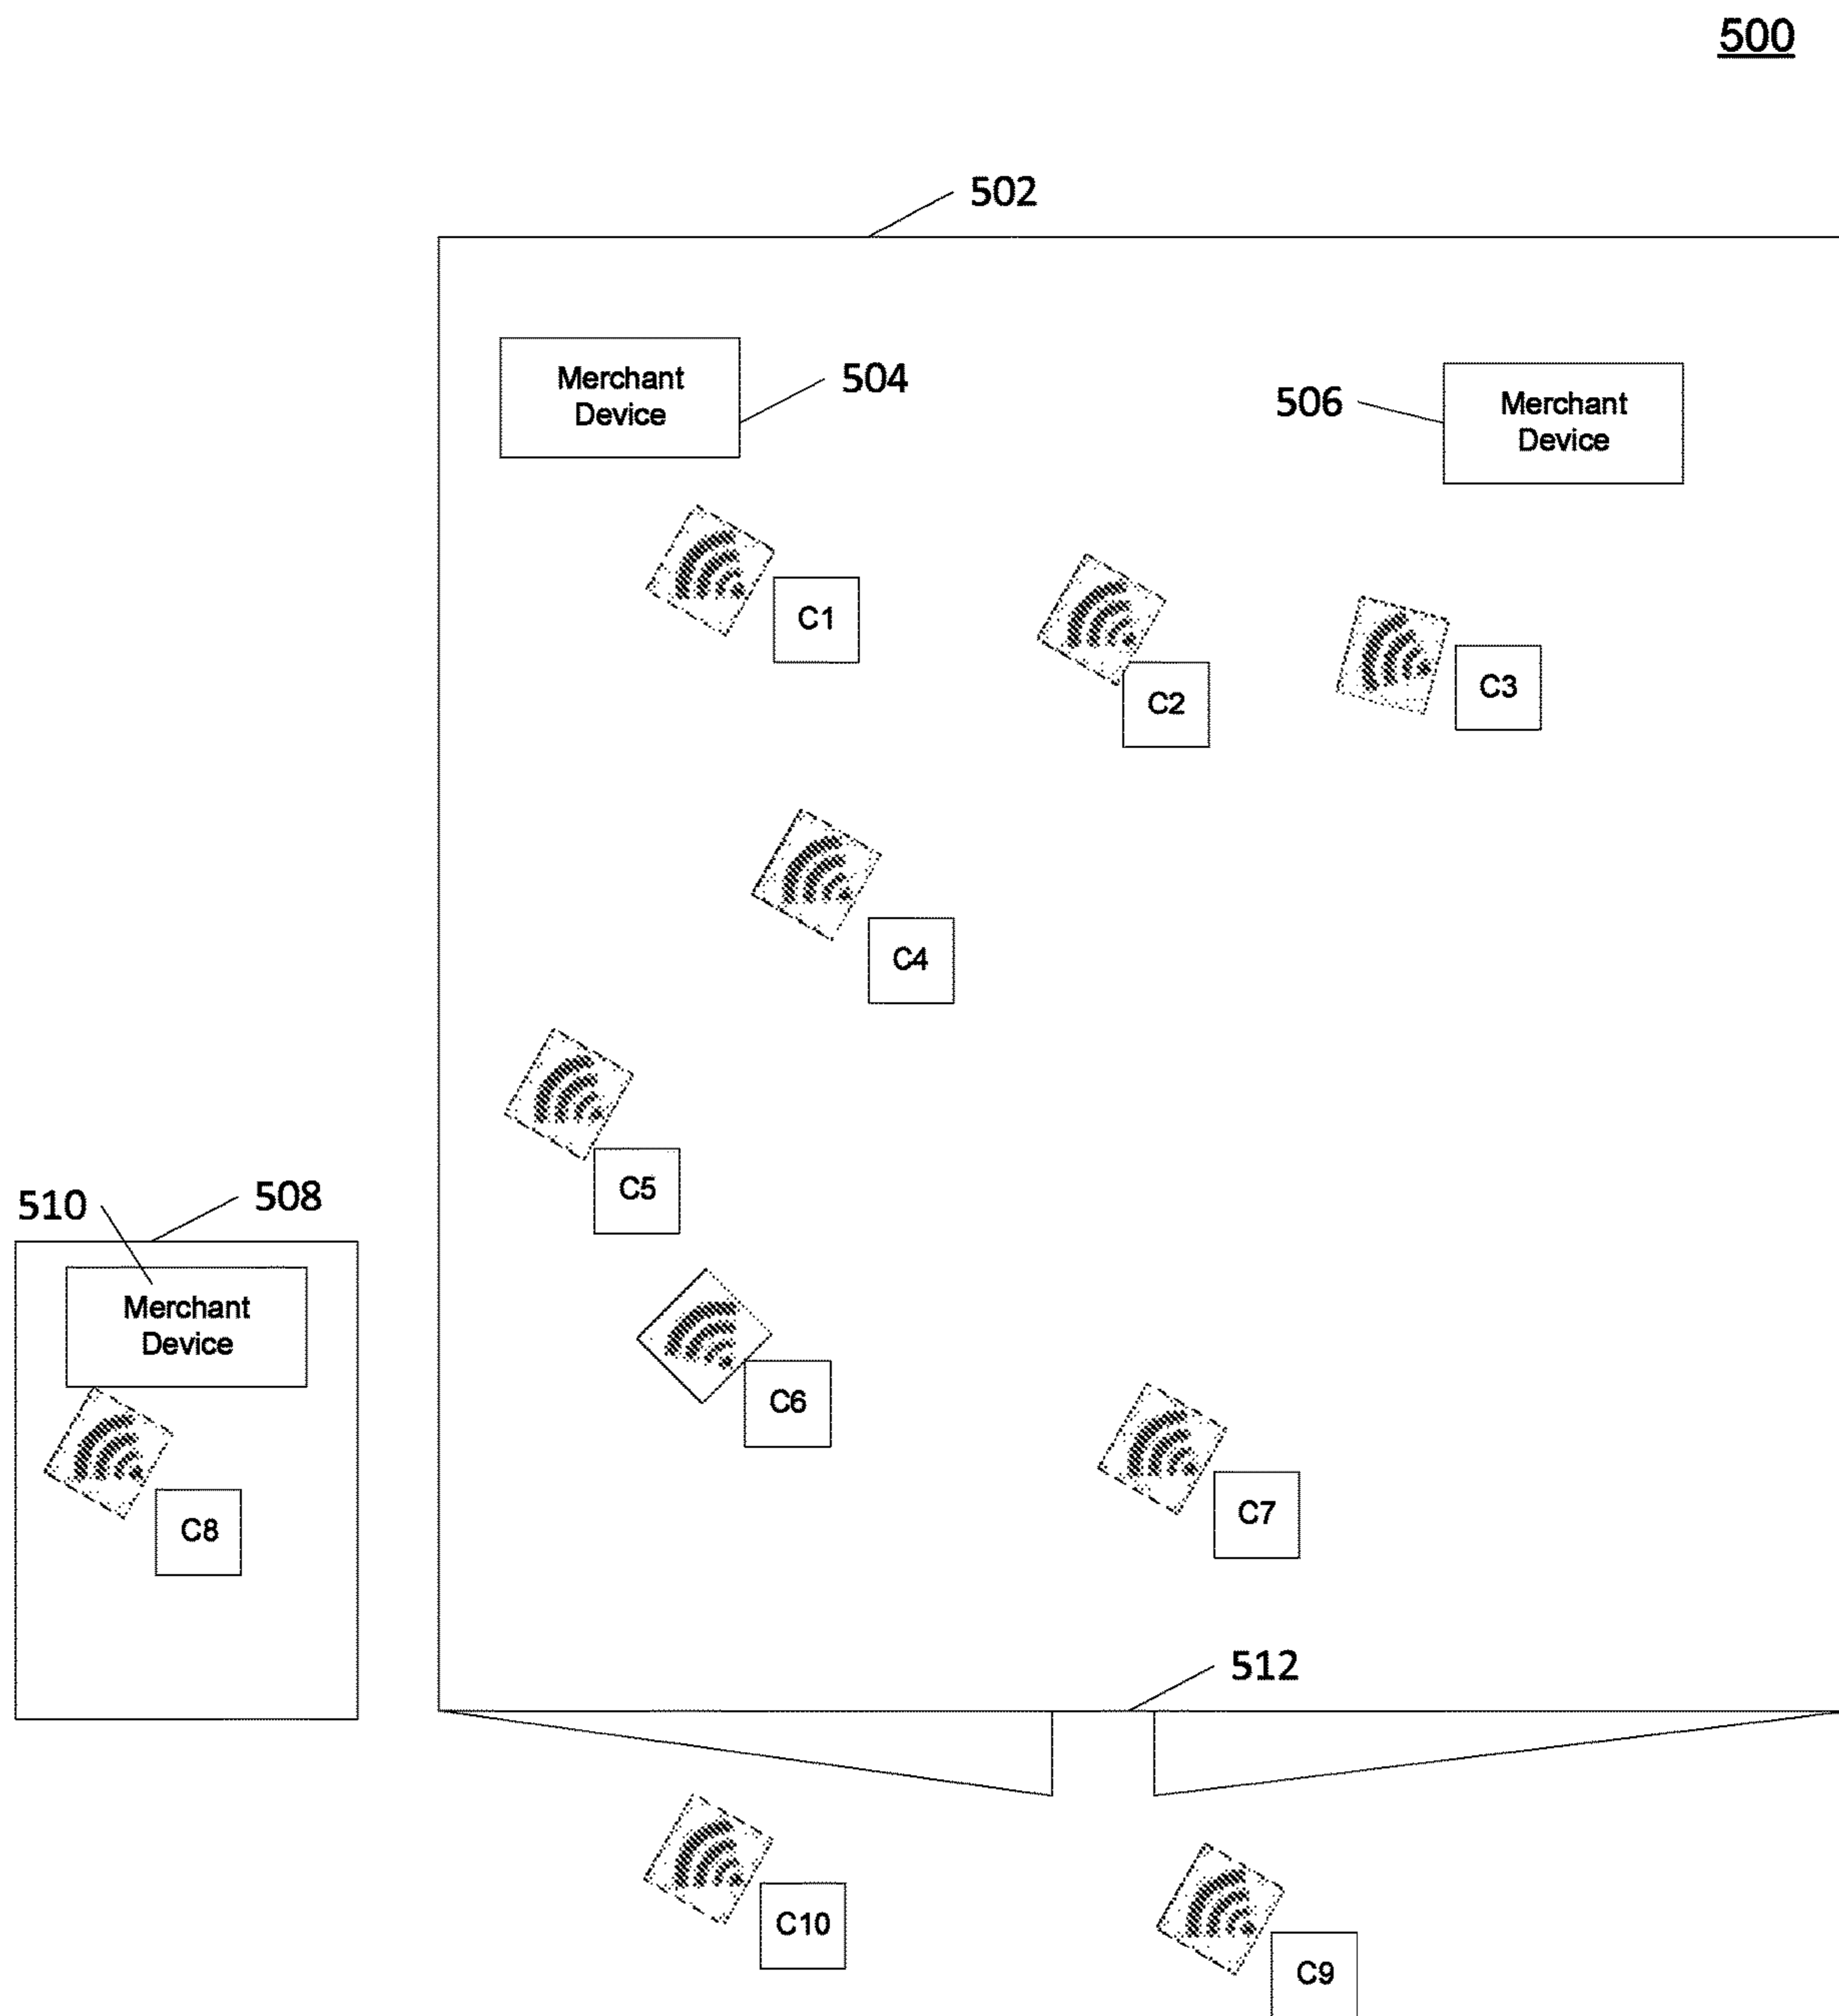 500
502
Merchant
Device
504
506
Merchant
Device
C1
C2
C3
C4
C5
510
508
Merchant
Device
C6
C7
C8
512
C10
C9